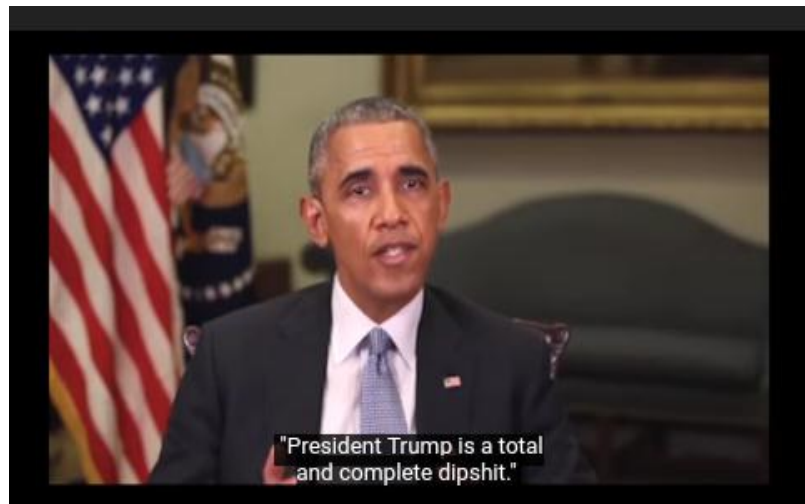 "President Trump is a total
and complete dipshit."